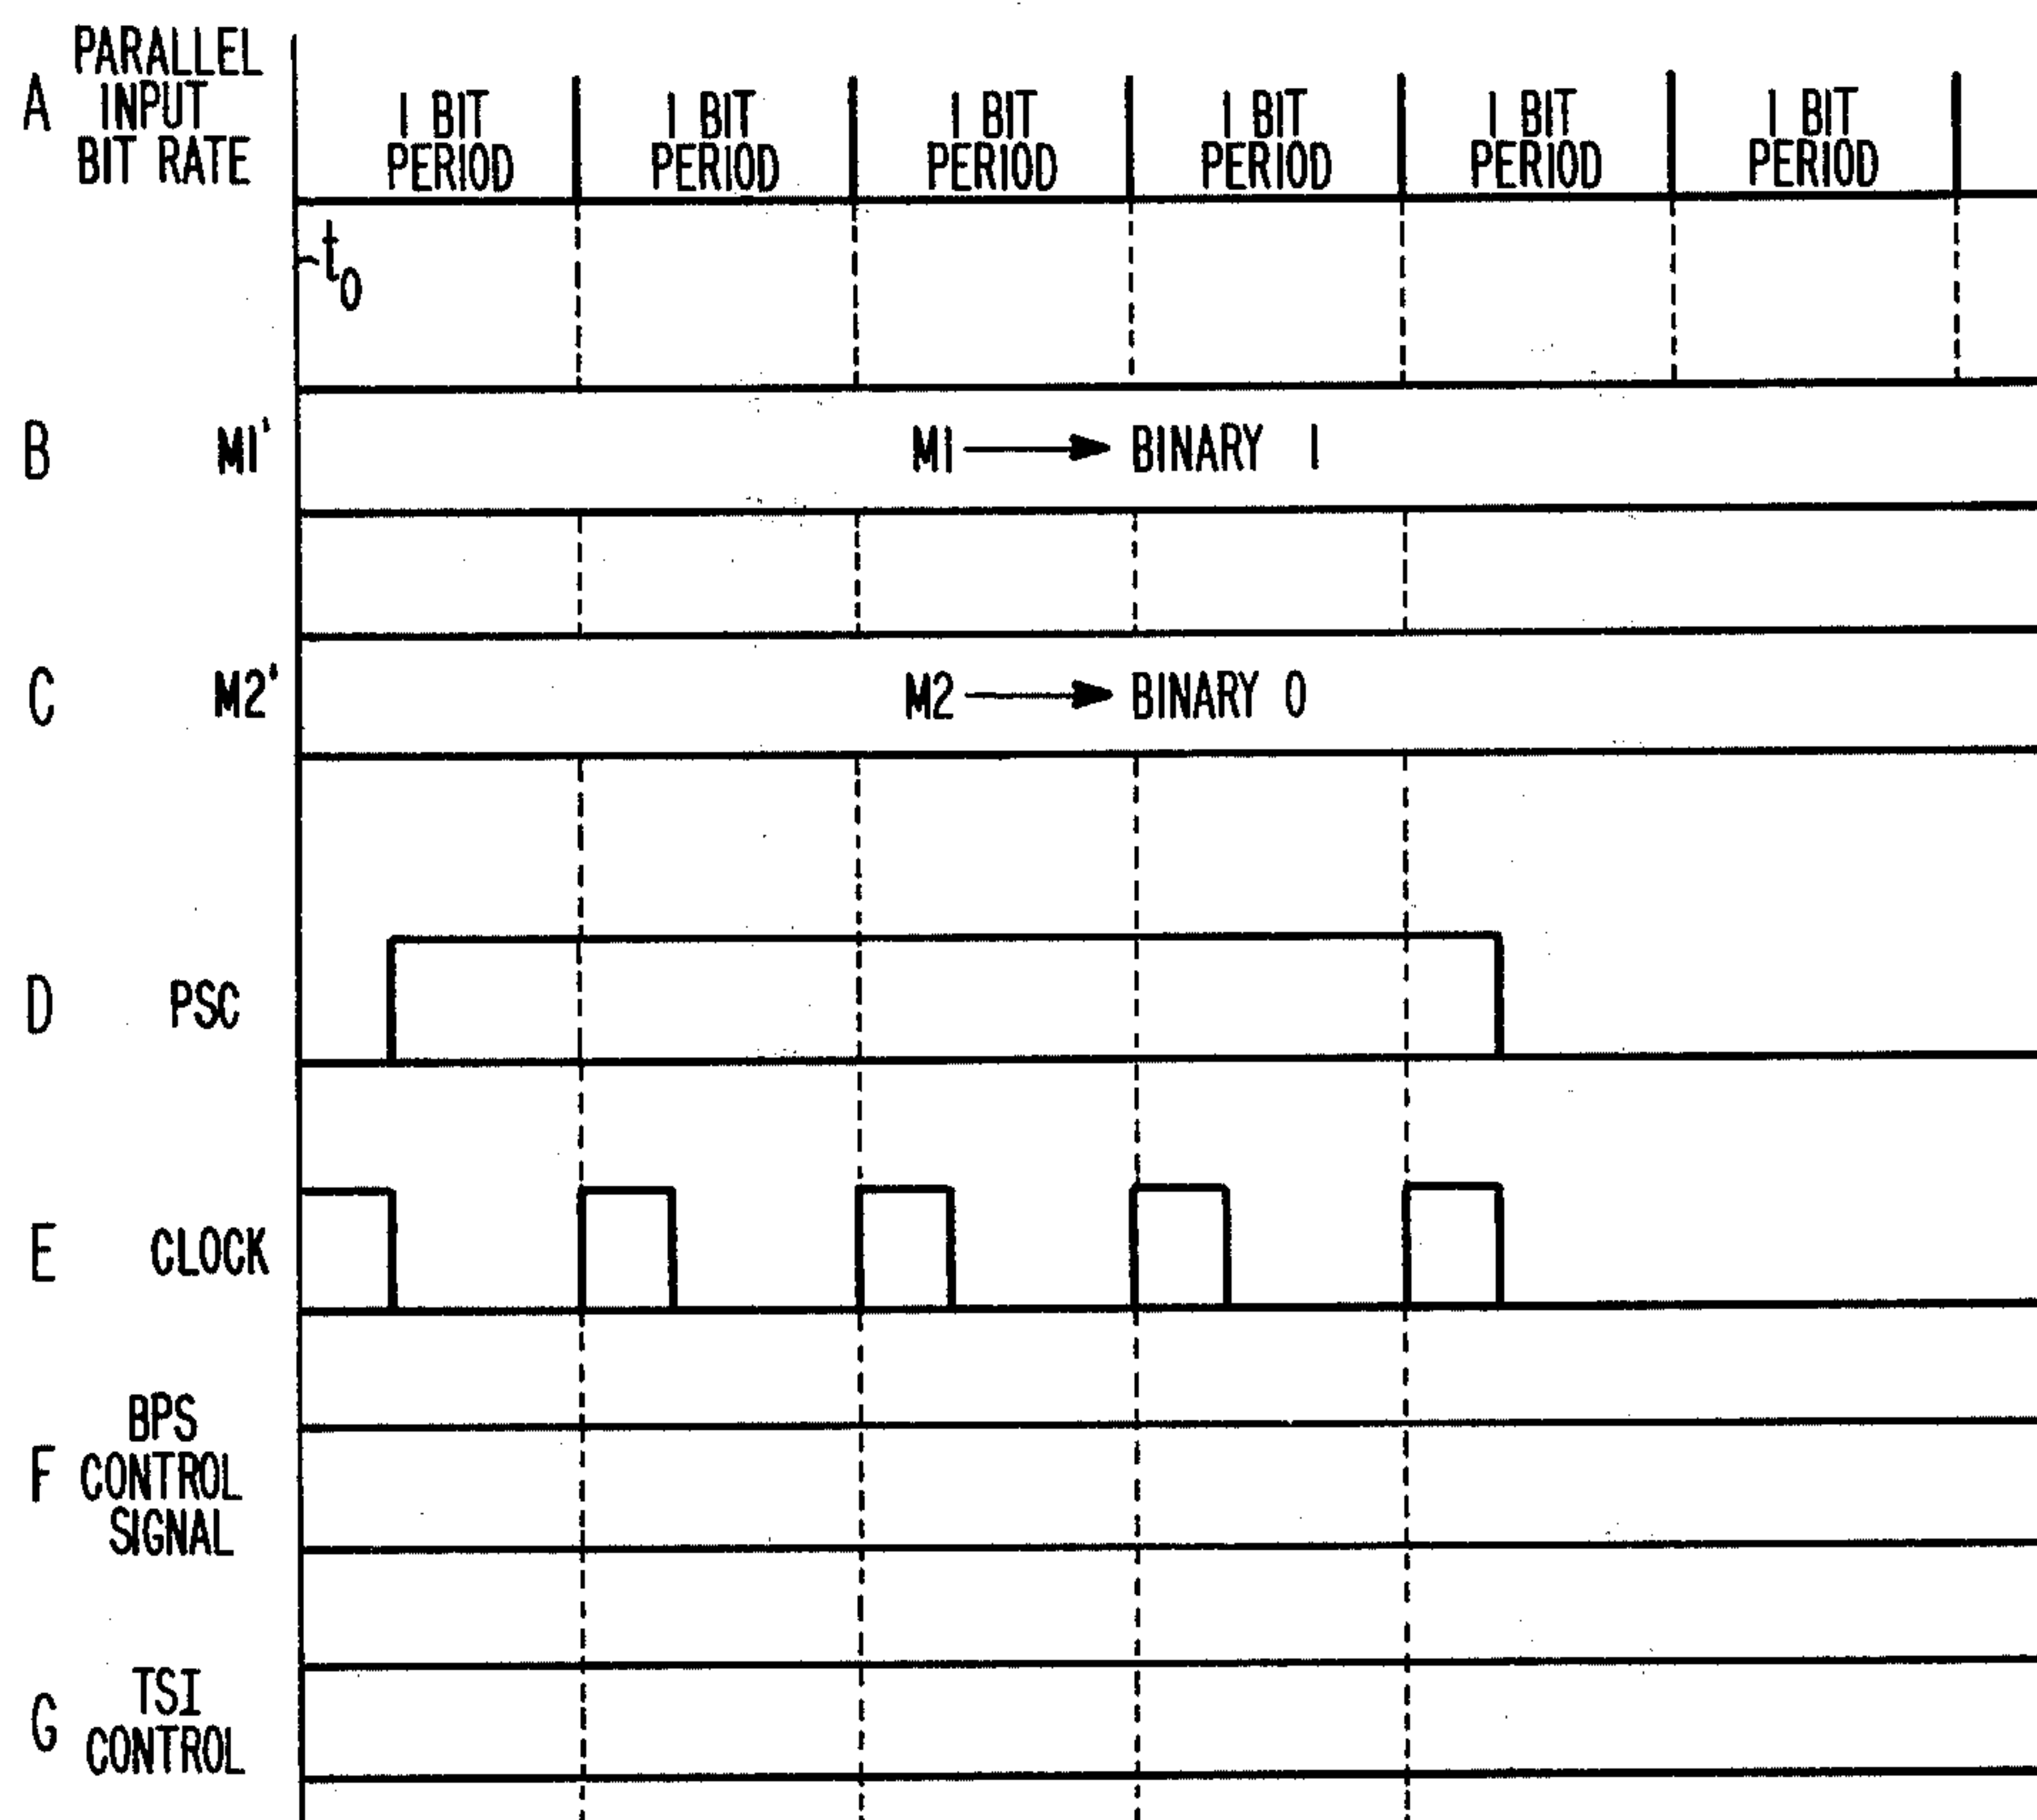 A PARALLEL INPUT BIT RATE
1 BIT PERIOD
1 BIT PERIOD
1 BIT PERIOD
1 BIT PERIOD
1 BIT PERIOD
1 BIT PERIOD
t0
B M1' M1 → BINARY 1
C M2' M2 → BINARY 0
D PSC
E CLOCK
F BPS CONTROL SIGNAL
G TSI CONTROL